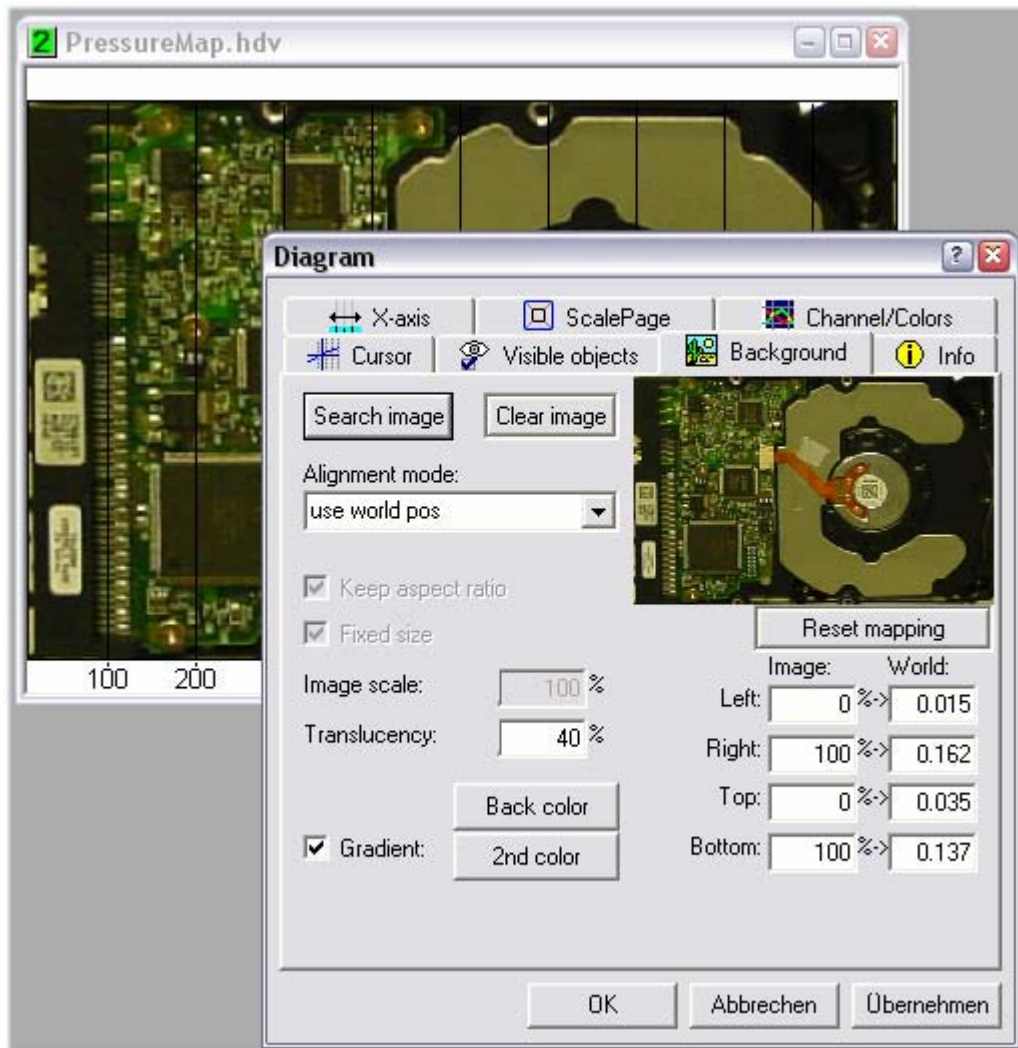 2 PressureMap.hdv
100 200
Diagram
X-axis ScalePage Channel/Colors
Cursor Visible objects Background Info
Search image Clear image
Alignment mode:
use world pos
Keep aspect ratio
Fixed size
Reset mapping
Image: World:
Image scale: 100 %
Left: 0 %-> 0.015
Translucency: 40 %
Right: 100 %-> 0.162
Top: 0 %-> 0.035
Back color
Gradient: 2nd color
Bottom: 100 %-> 0.137
OK Abbrechen Übernehmen